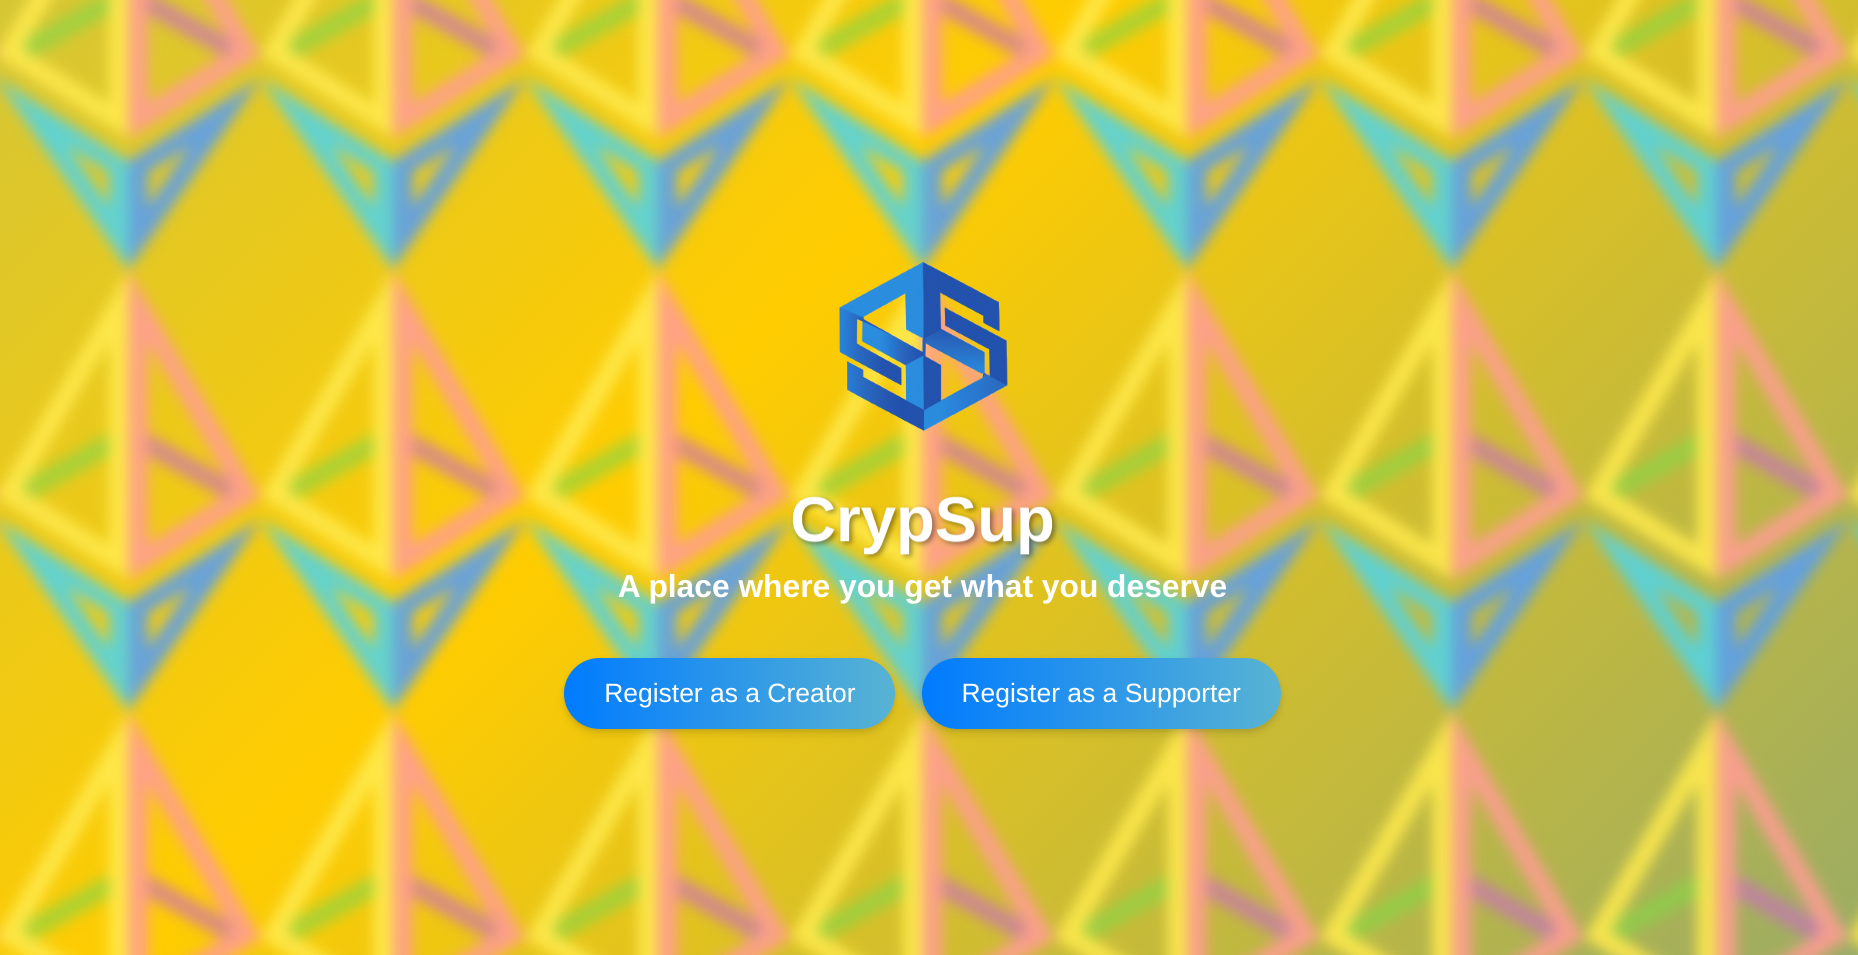 CrypSup
A place where you get what you deserve
Register as a Creator
Register as a Supporter